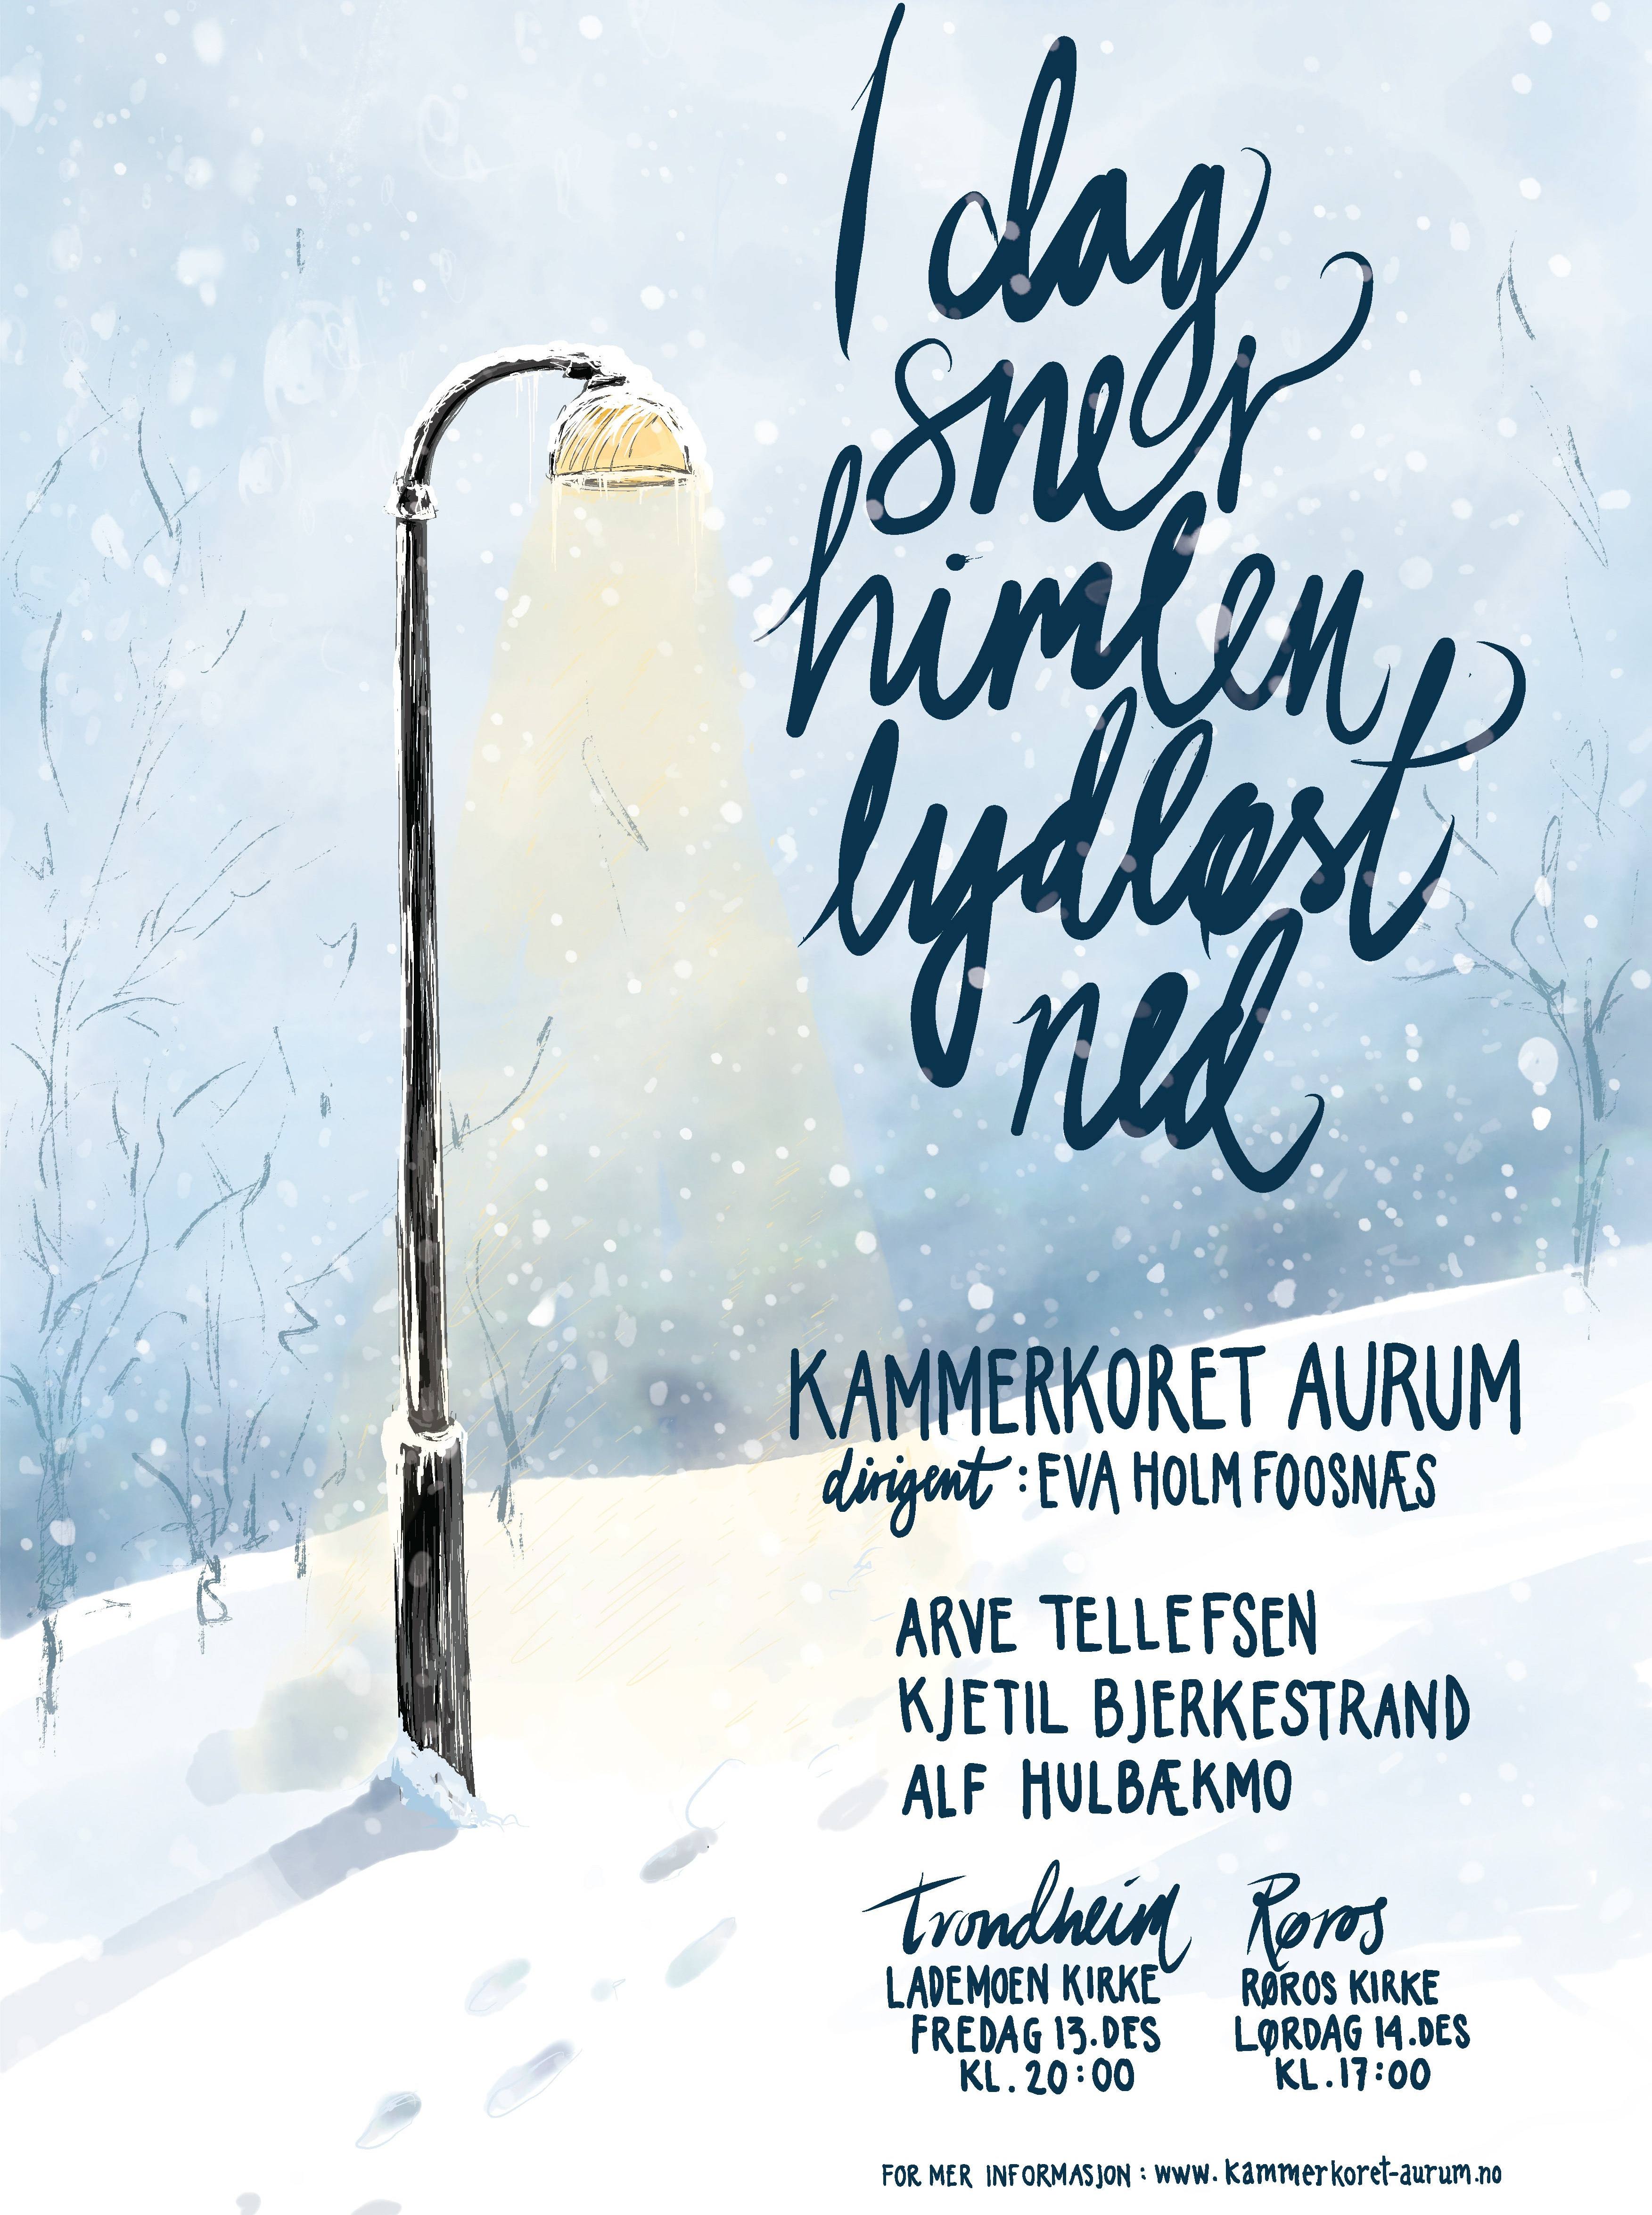 I dag
sner
himlen
lydløst
ned
KAMMERKORET AURUM
dirigent: EVA HOLM FOOSNÆS
ARVE TELLEFSEN
KJETIL BJERKESTRAND
ALF HULBÆKMO
Trondheim
LADEMOEN KIRKE
FREDAG 13.DES
KL. 20:00
Røros
RØROS KIRKE
LØRDAG 14.DES
KL. 17:00
FOR MER INFORMASJON: www.kammerkoret-aurum.no